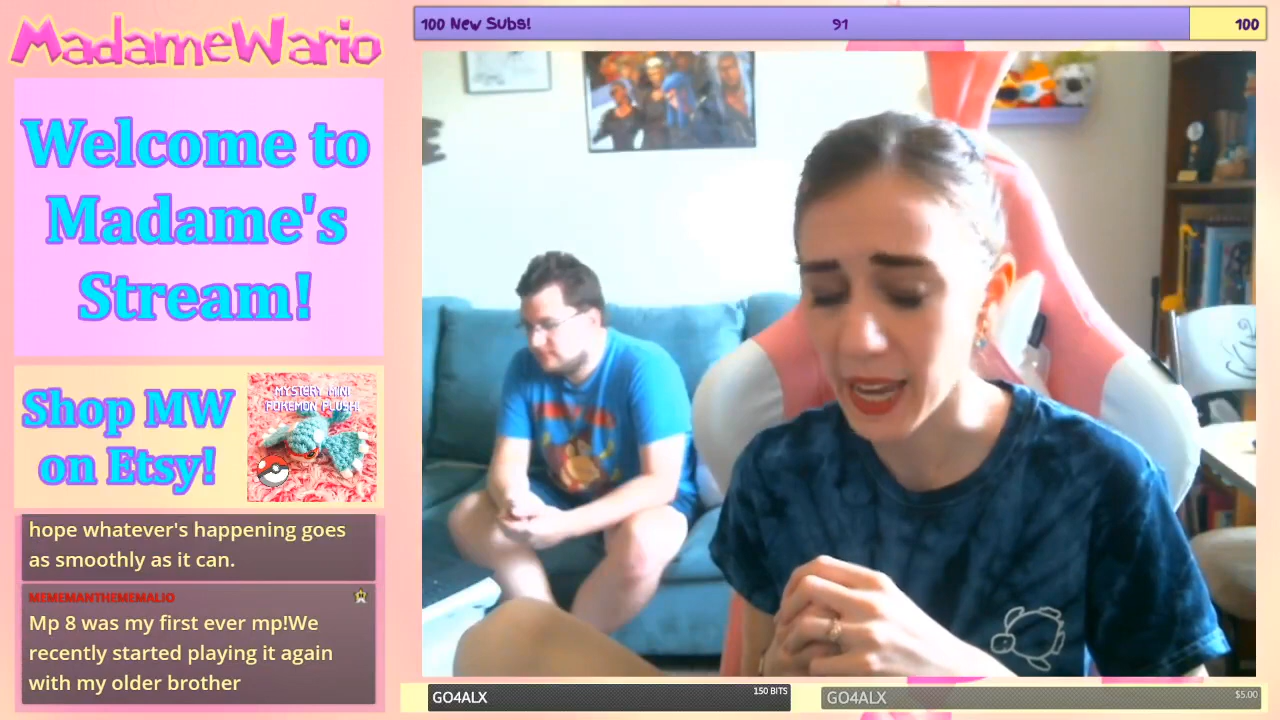 MadameWario
Welcome to
Madame's
Stream!
Shop MW
on Etsy!
MYSTERY MINI
POKEMON PLUSH!
hope whatever's happening goes
as smoothly as it can.
MEMEMANTHEMEMALIO
Mp 8 was my first ever mp!We
recently started playing it again
with my older brother
100 New Subs!
91
100
GO4ALX
150 BITS
GO4ALX
$5.00